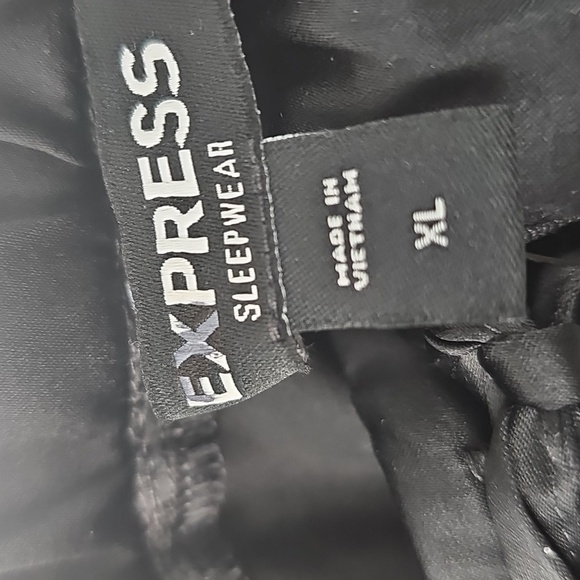 EXPRESS
SLEEPWEAR
MADE IN
VIETNAM
XL